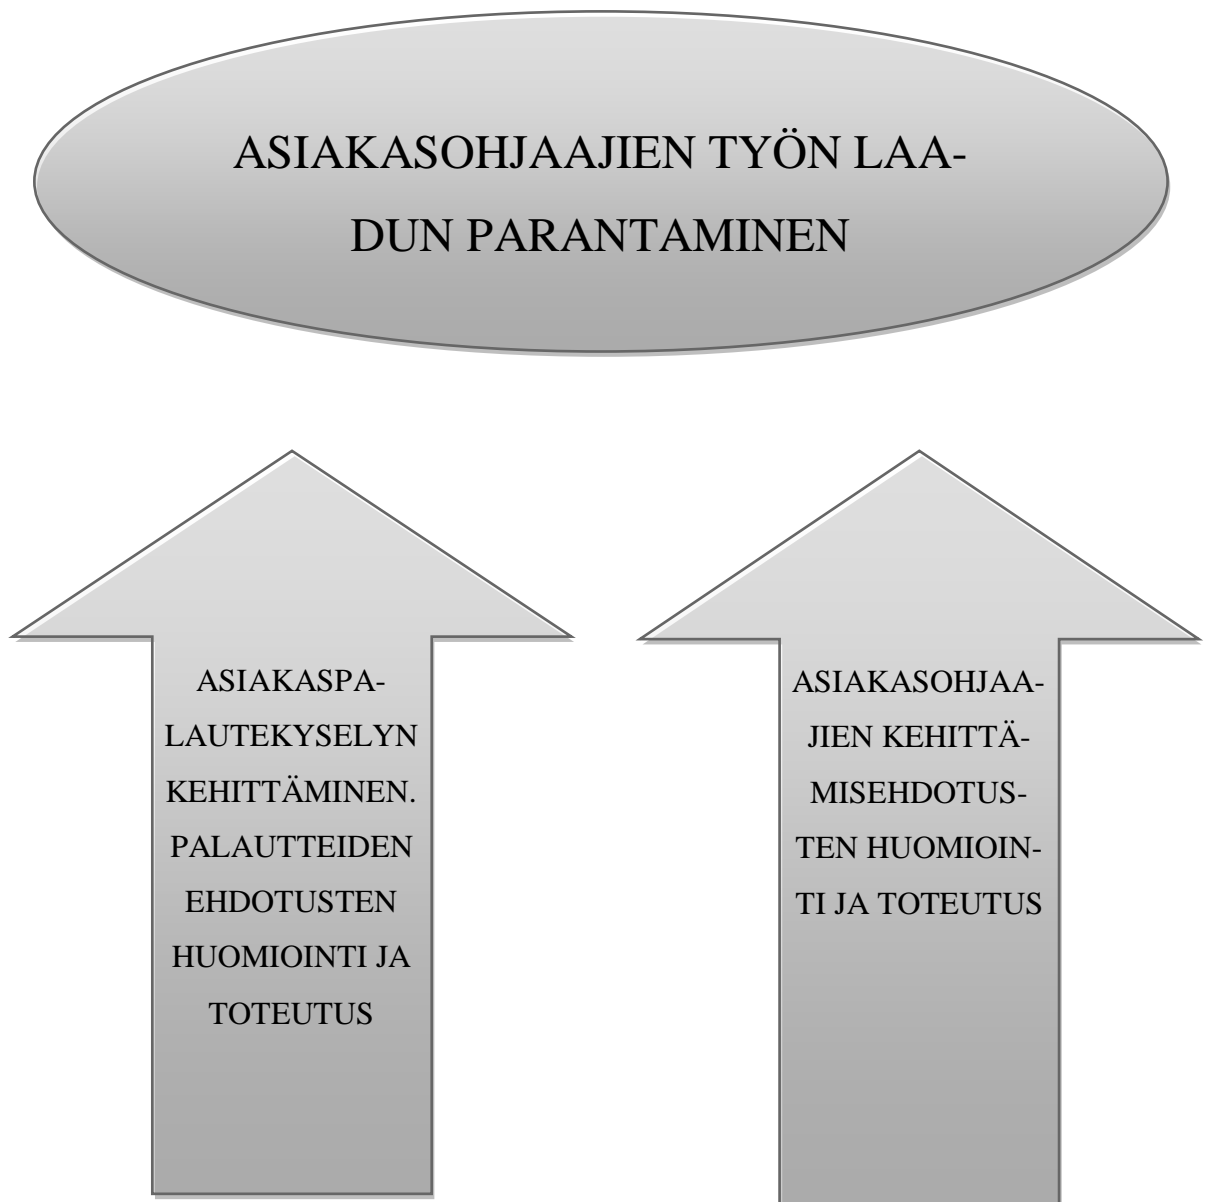 ASIAKASOHJAAJIEN TYÖN LAA-
DUN PARANTAMINEN
ASIAKASPA-
LAUTEKYSELYN
KEHITTÄMINEN.
PALAUTTEIDEN
EHDOTUSTEN
HUOMIOINTI JA
TOTEUTUS
ASIAKASOHJAA-
JIEN KEHITTÄ-
MISEHDOTUS-
TEN HUOMIOIN-
TI JA TOTEUTUS